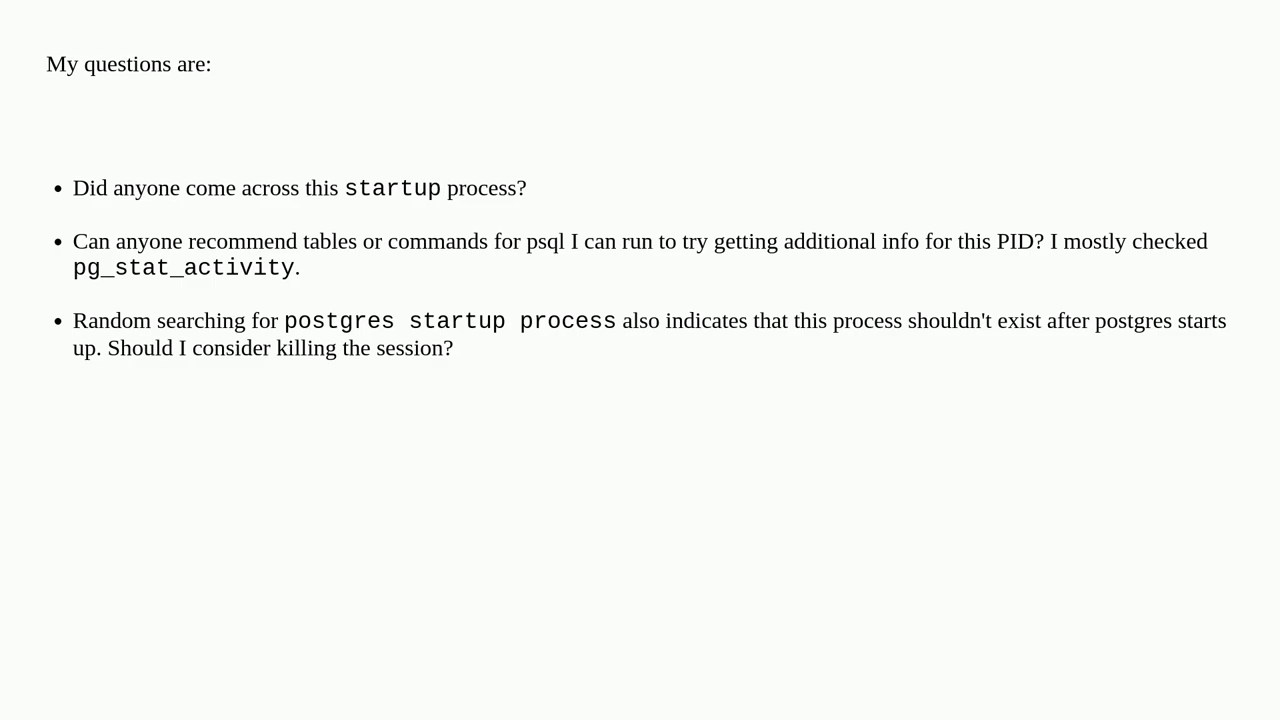 My questions are:
• Did anyone come across this startup process?
• Can anyone recommend tables or commands for psql I can run to try getting additional info for this PID? I mostly checked
pg_stat_activity.
• Random searching for postgres startup process also indicates that this process shouldn't exist after postgres starts
up. Should I consider killing the session?